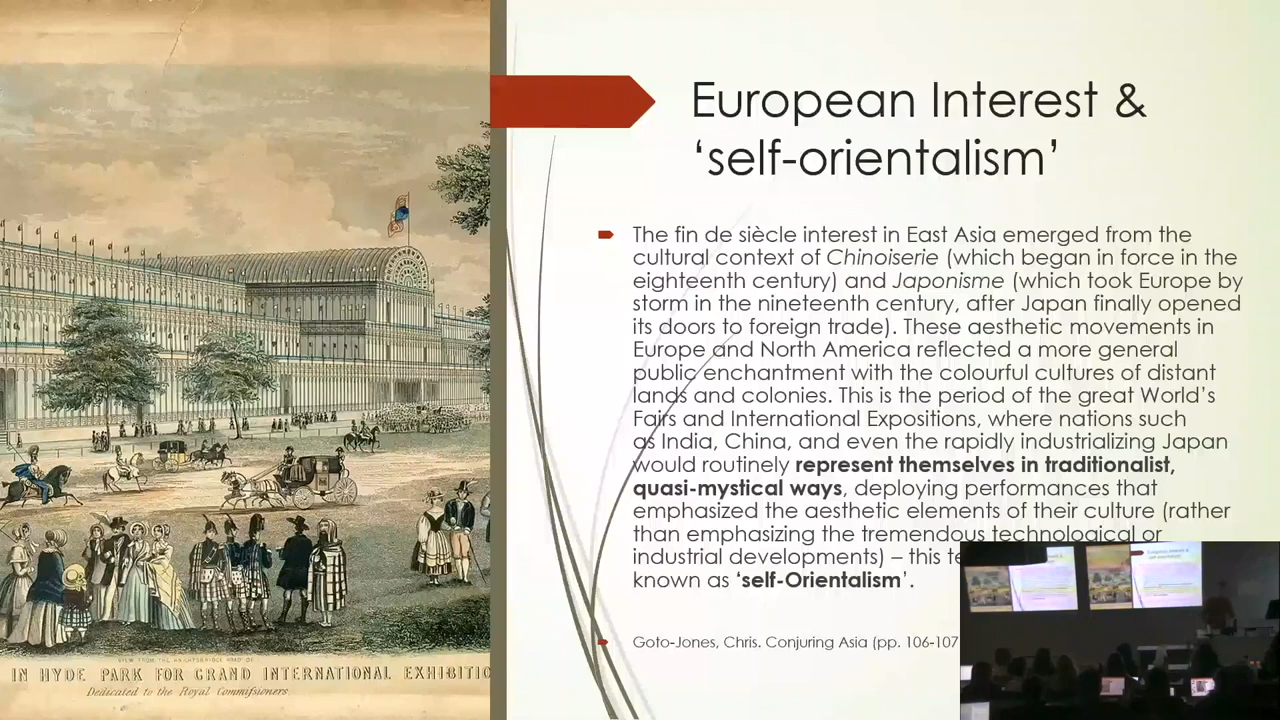 European Interest &
‘self-orientalism’
The fin de siècle interest in East Asia emerged from the
cultural context of Chinoiserie (which began in force in the
eighteenth century) and Japonisme (which took Europe by
storm in the nineteenth century, after Japan finally opened
its doors to foreign trade). These aesthetic movements in
Europe and North America reflected a more general
public enchantment with the colourful cultures of distant
lands and colonies. This is the period of the great World’s
Fairs and International Expositions, where nations such
as India, China, and even the rapidly industrializing Japan
would routinely represent themselves in traditionalist,
quasi-mystical ways, deploying performances that
emphasized the aesthetic elements of their culture (rather
than emphasizing the tremendous technological or
industrial developments) – this te
known as ‘self-Orientalism’.
Goto-Jones, Chris. Conjuring Asia (pp. 106-107
VIEW FROM THE KNIGHTSBRIDGE ROAD OF
IN HYDE PARK FOR GRAND INTERNATIONAL EXHIBITIO
Dedicated to the Royal Commissioners.